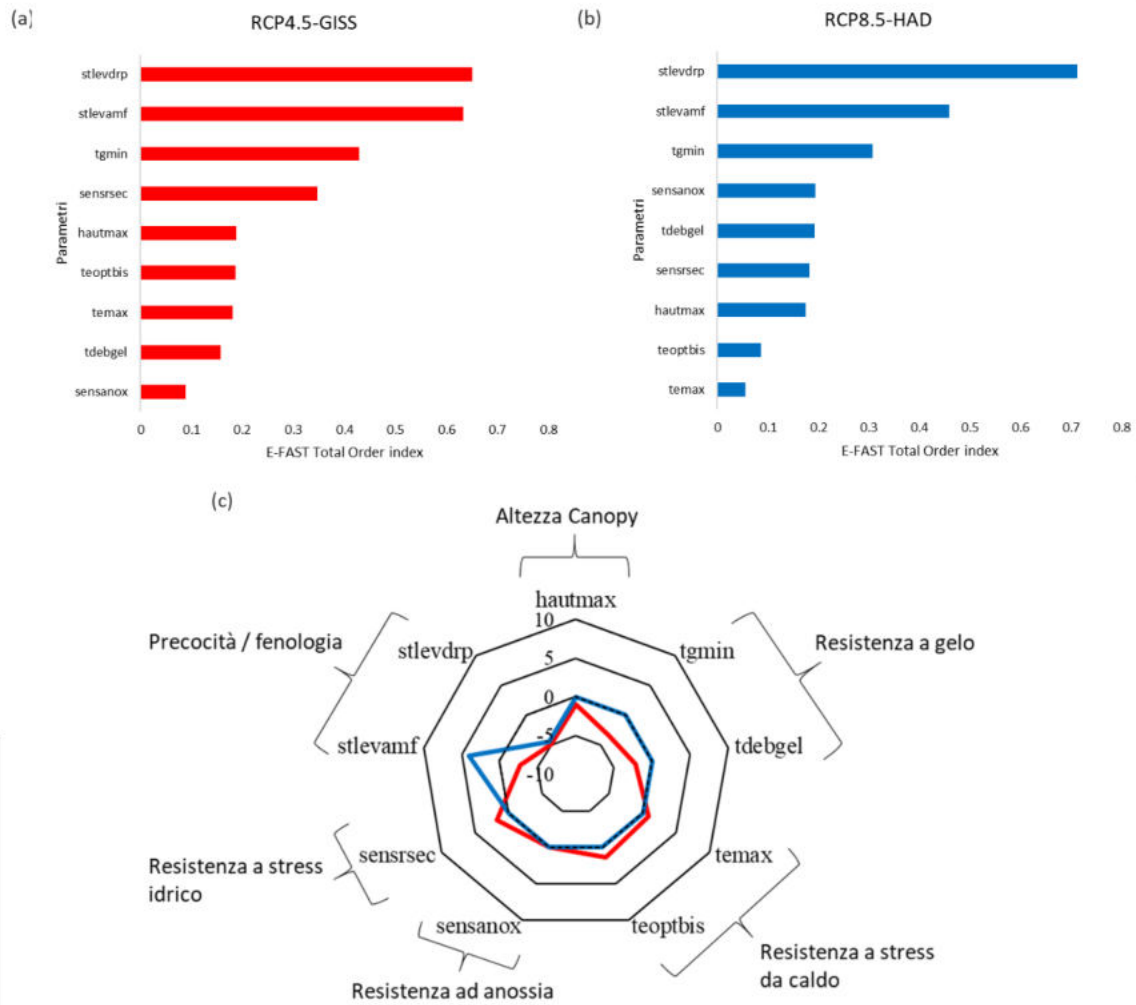 (a)
RCP4.5-GISS
stlevdrp
stlevamf
tgmin
sensrsec
hautmax
teoptbis
temax
tdebgel
sensanox
Parametri
0 0.1 0.2 0.3 0.4 0.5 0.6 0.7 0.8
E-FAST Total Order index
(b)
RCP8.5-HAD
stlevdrp
stlevamf
tgmin
sensanox
tdebgel
sensrsec
hautmax
teoptbis
temax
Parametri
0 0.1 0.2 0.3 0.4 0.5 0.6 0.7 0.8
E-FAST Total Order index
(c)
Altezza Canopy
hautmax
10
5
0
-5
-10
Precocità / fenologia
stlevdrp
tgmin
Resistenza a gelo
stlevamf
tdebgel
sensrsec
temax
Resistenza a stress
idrico
sensanox
teoptbis
Resistenza a stress
da caldo
Resistenza ad anossia